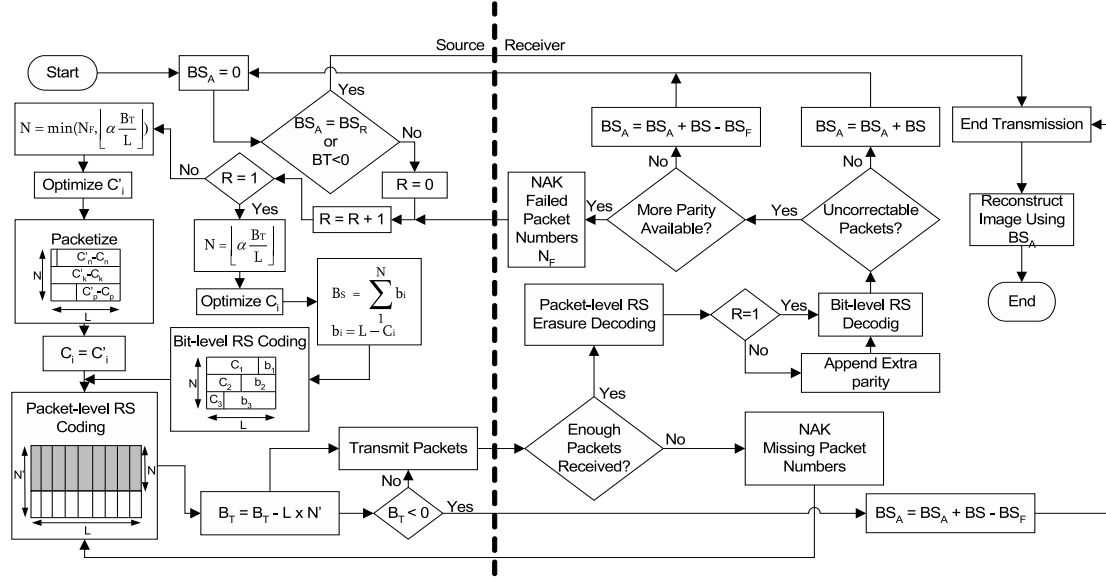 Source
Receiver
Start
BS_A = 0
Yes
BS_A = BS_R
or
BT<0
No
R = 0
N = min(N_F, ⌊α B_T / L⌋)
No
R = 1
Yes
R = R + 1
Optimize C'_i
N = ⌊α B_T / L⌋
Optimize C_i
B_S = ∑ b_i
N
1
b_i = L – C_i
Packetize
N
C'_n–C_n
C'_k–C_k
C'_p–C_p
L
C_i = C'_i
Bit-level RS Coding
N
C_1 b_1
C_2 b_2
C_3 b_3
L
Packet-level RS
Coding
N'
N
L
B_T = B_T - L x N'
Transmit Packets
No
B_T < 0
Yes
BS_A = BS_A + BS - BS_F
BS_A = BS_A + BS
End Transmission
No
No
NAK
Failed
Packet
Numbers
N_F
Yes
More Parity
Available?
Yes
Uncorrectable
Packets?
Reconstruct
Image Using
BS_A
End
Packet-level RS
Erasure Decoding
R=1
Yes
No
Bit-level RS
Decodig
Append Extra
parity
Yes
Enough
Packets
Received?
No
NAK
Missing Packet
Numbers
BS_A = BS_A + BS - BS_F